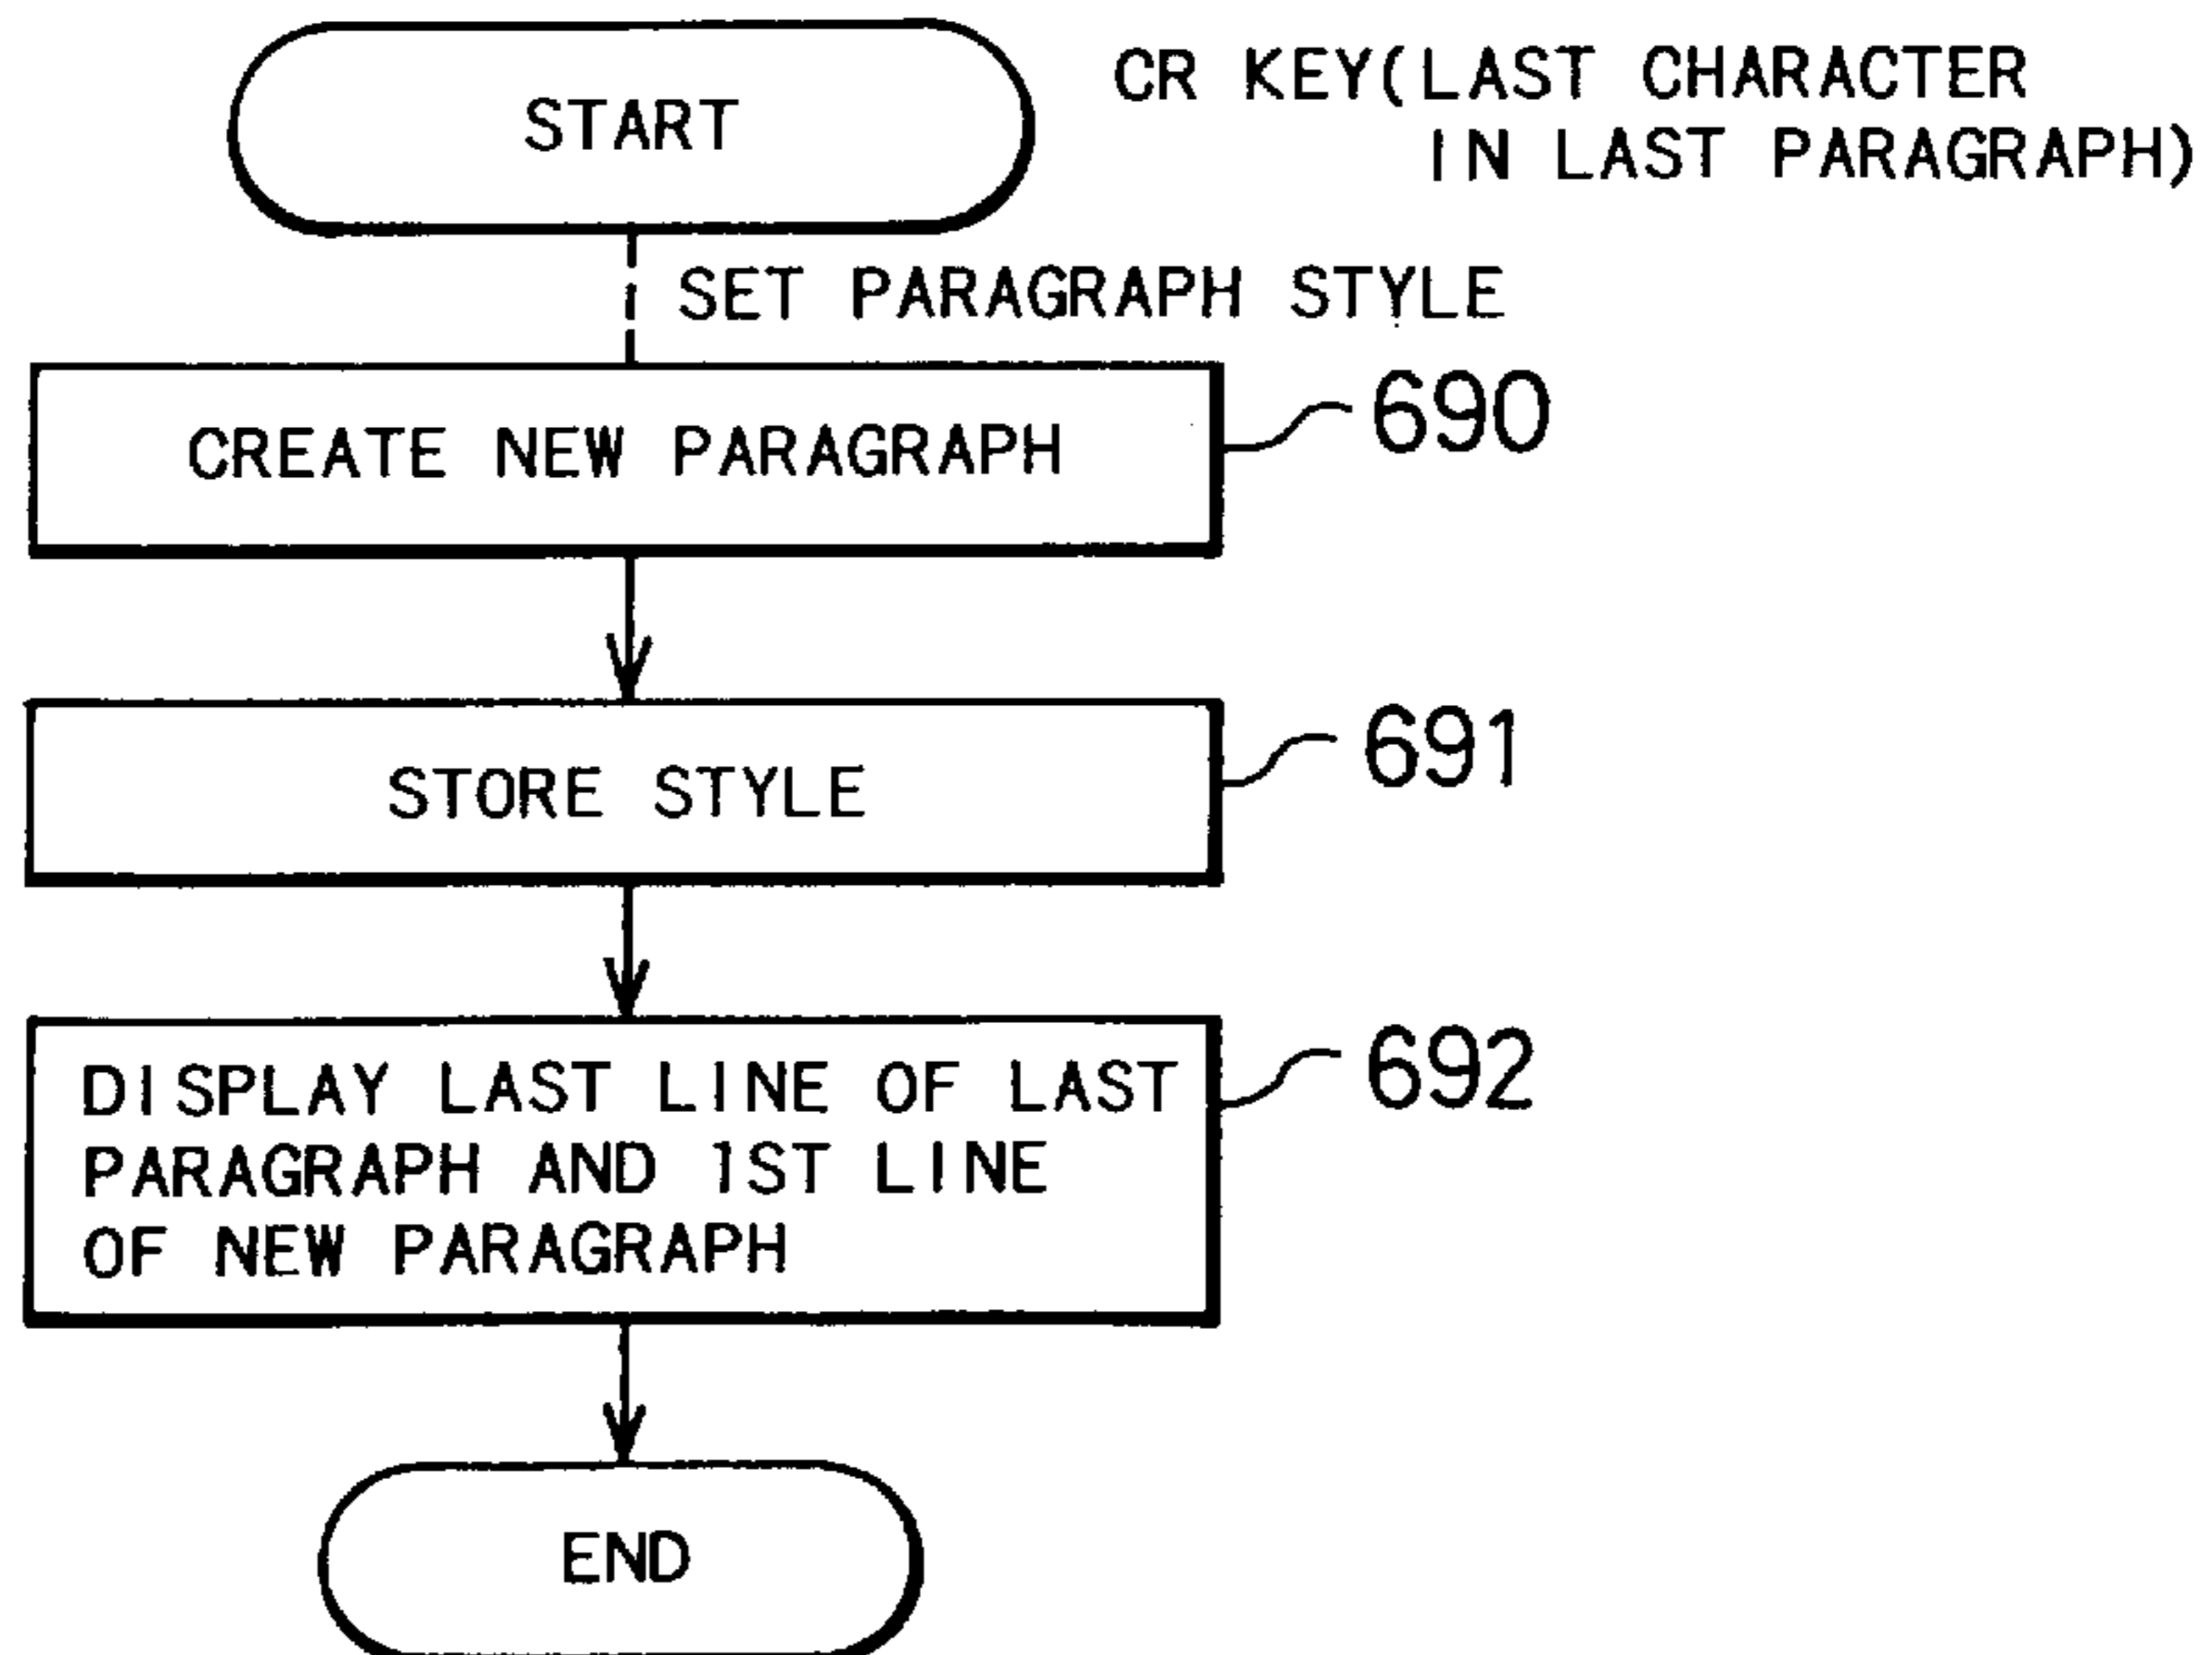 START
CR KEY(LAST CHARACTER
IN LAST PARAGRAPH)
SET PARAGRAPH STYLE
CREATE NEW PARAGRAPH
690
STORE STYLE
691
DISPLAY LAST LINE OF LAST
PARAGRAPH AND 1ST LINE
OF NEW PARAGRAPH
692
END